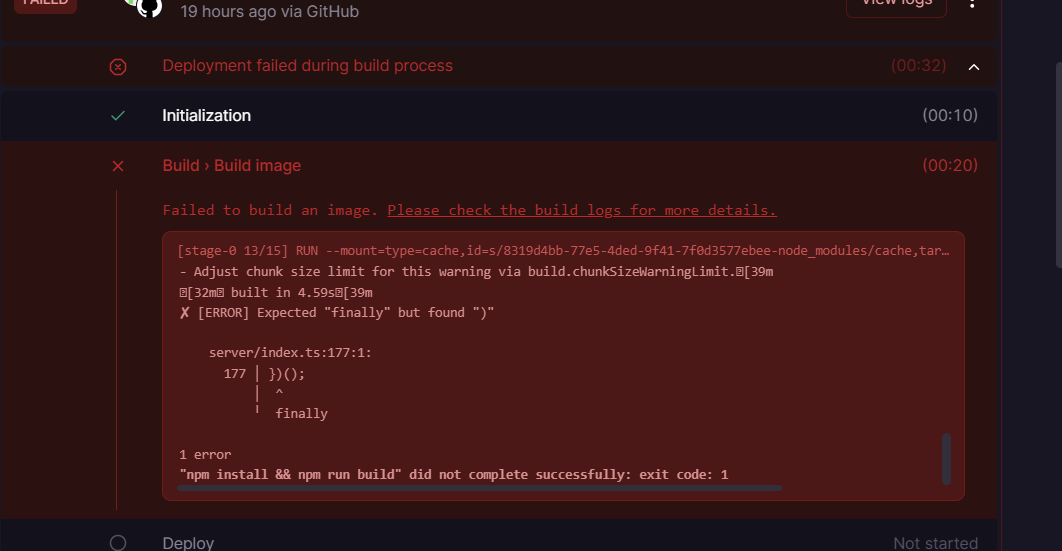 FAILED
19 hours ago via GitHub
View logs
Deployment failed during build process (00:32)
Initialization (00:10)
Build › Build image (00:20)
Failed to build an image. Please check the build logs for more details.
[stage-0 13/15] RUN --mount=type=cache,id=s/8319d4bb-77e5-4ded-9f41-7f0d3577ebee-node_modules/cache,tar…
- Adjust chunk size limit for this warning via build.chunkSizeWarningLimit.[39m
[32m built in 4.59s[39m
✗ [ERROR] Expected "finally" but found ")"
server/index.ts:177:1:
177 │ })();
│ ^
╵ finally
1 error
"npm install && npm run build" did not complete successfully: exit code: 1
Deploy Not started